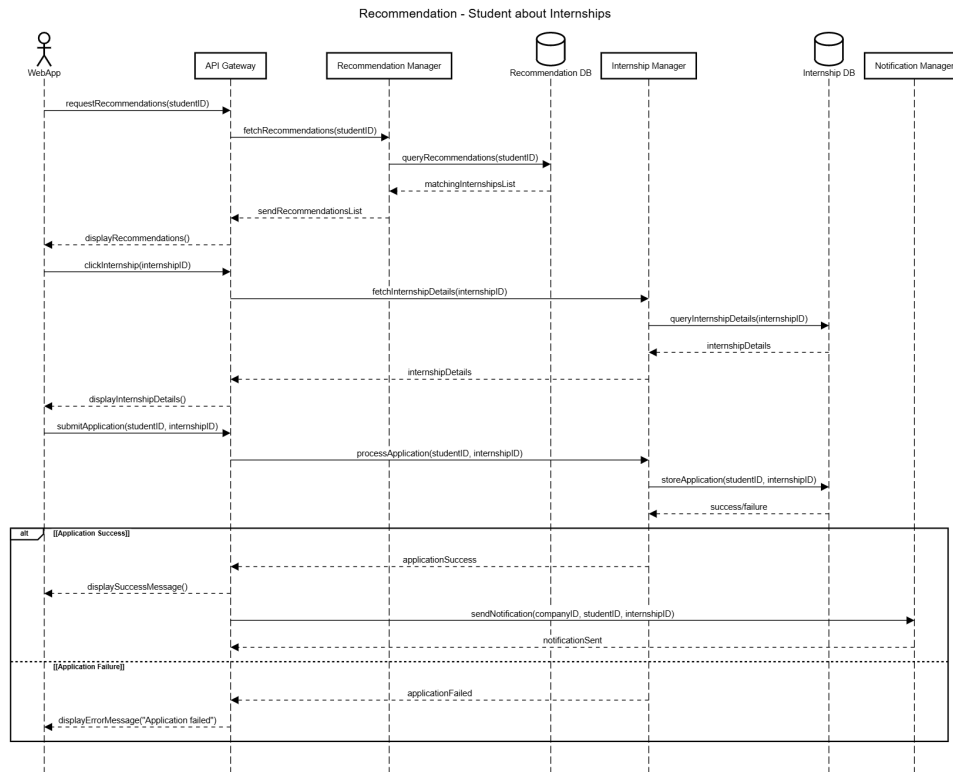 Recommendation - Student about Internships
WebApp
API Gateway
Recommendation Manager
Recommendation DB
Internship Manager
Internship DB
Notification Manager
requestRecommendations(studentID)
fetchRecommendations(studentID)
queryRecommendations(studentID)
matchingInternshipsList
sendRecommendationsList
displayRecommendations()
clickInternship(internshipID)
fetchInternshipDetails(internshipID)
queryInternshipDetails(internshipID)
internshipDetails
internshipDetails
displayInternshipDetails()
submitApplication(studentID, internshipID)
processApplication(studentID, internshipID)
storeApplication(studentID, internshipID)
success/failure
alt
[[Application Success]]
applicationSuccess
displaySuccessMessage()
sendNotification(companyID, studentID, internshipID)
notificationSent
[[Application Failure]]
applicationFailed
displayErrorMessage("Application failed")